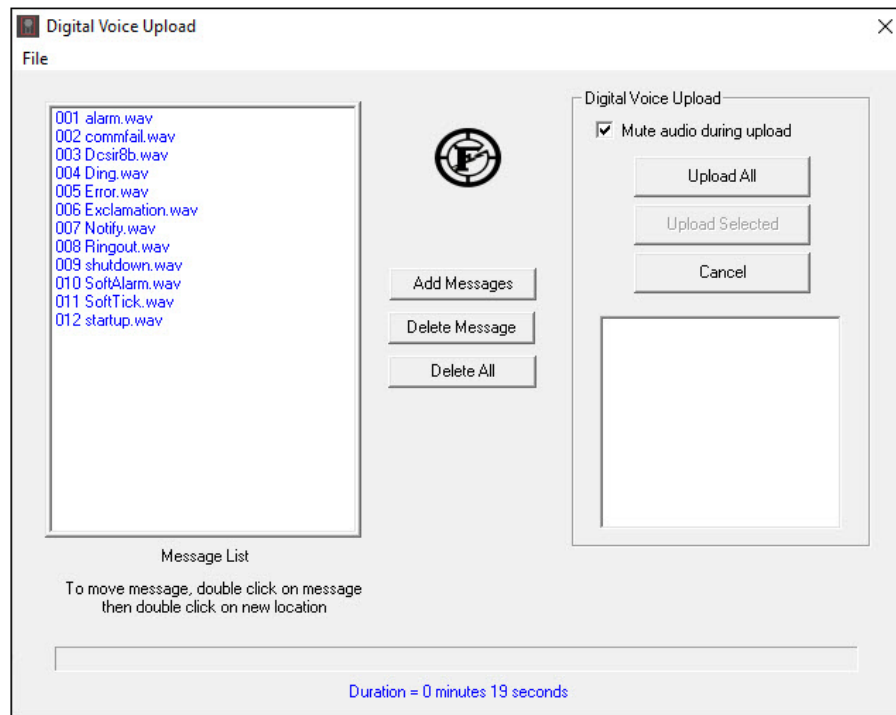 Digital Voice Upload
File
001 alarm.wav
002 commfail.wav
003 Dcsir8b.wav
004 Ding.wav
005 Error.wav
006 Exclamation.wav
007 Notify.wav
008 Ringout.wav
009 shutdown.wav
010 SoftAlarm.wav
011 SoftTick.wav
012 startup.wav
Message List
To move message, double click on message
then double click on new location
F
Add Messages
Delete Message
Delete All
Digital Voice Upload
Mute audio during upload
Upload All
Upload Selected
Cancel
Duration = 0 minutes 19 seconds